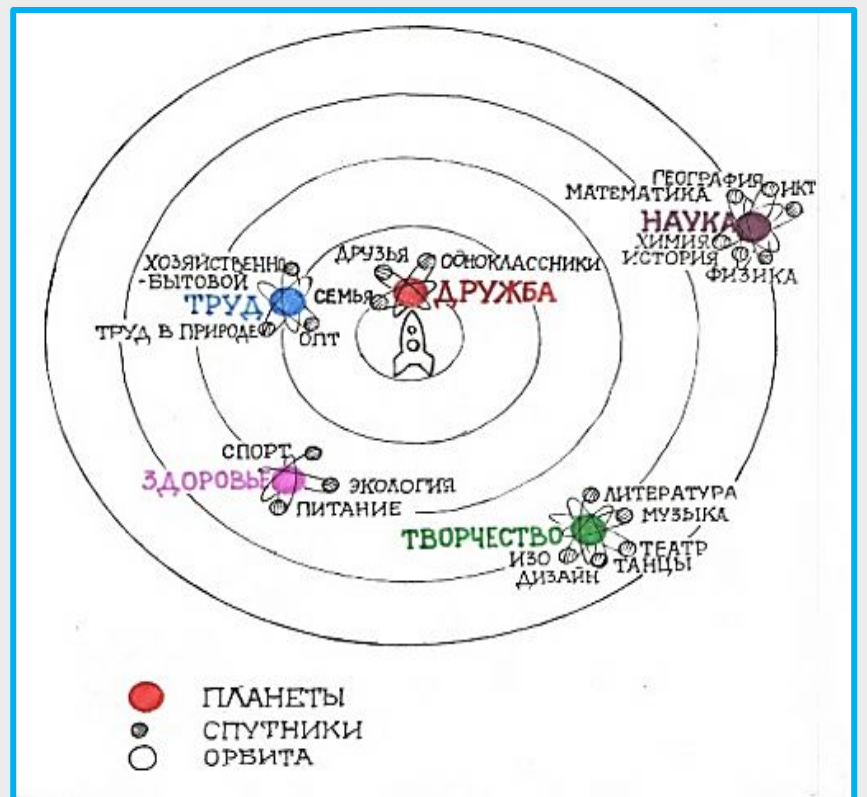 ГЕОГРАФИЯ
ИКТ
МАТЕМАТИКА
НАУКА
ХИМИЯ
ИСТОРИЯ
ФИЗИКА
ДРУЗЬЯ
ОДНОКЛАССНИКИ
СЕМЬЯ
ДРУЖБА
ХОЗЯЙСТВЕННО
-БЫТОВОЙ
ТРУД
ТРУД В ПРИРОДЕ
ОПТ
СПОРТ
ЗДОРОВЬЕ
ЭКОЛОГИЯ
ПИТАНИЕ
ЛИТЕРАТУРА
МУЗЫКА
ТВОРЧЕСТВО
ТЕАТР
ИЗО
ТАНЦЫ
ДИЗАЙН
ПЛАНЕТЫ
СПУТНИКИ
ОРБИТА